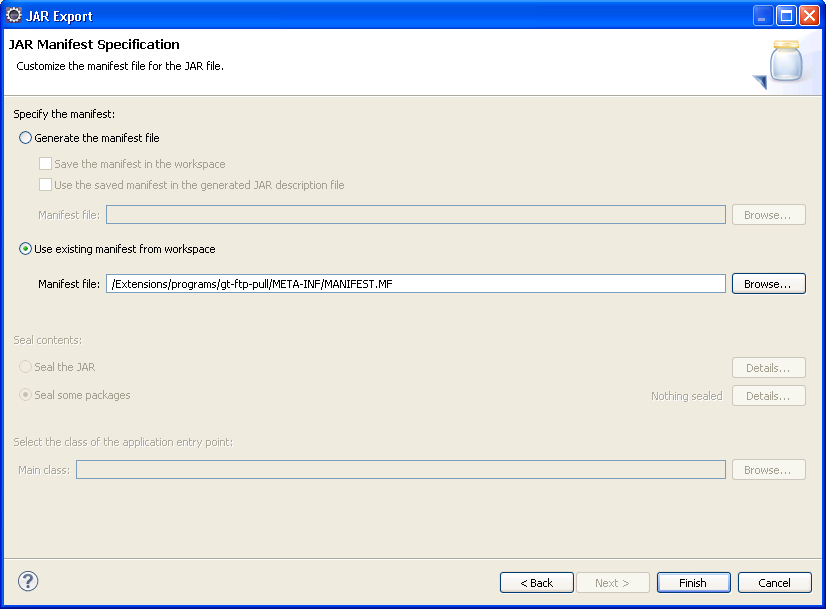 JAR Export
JAR Manifest Specification
Customize the manifest file for the JAR file.
Specify the manifest:
Generate the manifest file
Save the manifest in the workspace
Use the saved manifest in the generated JAR description file
Manifest file: Browse...
Use existing manifest from workspace
Manifest file: /Extensions/programs/gt-ftp-pull/META-INF/MANIFEST.MF Browse...
Seal contents:
Seal the JAR Details...
Seal some packages Nothing sealed Details...
Select the class of the application entry point:
Main class: Browse...
? < Back Next > Finish Cancel